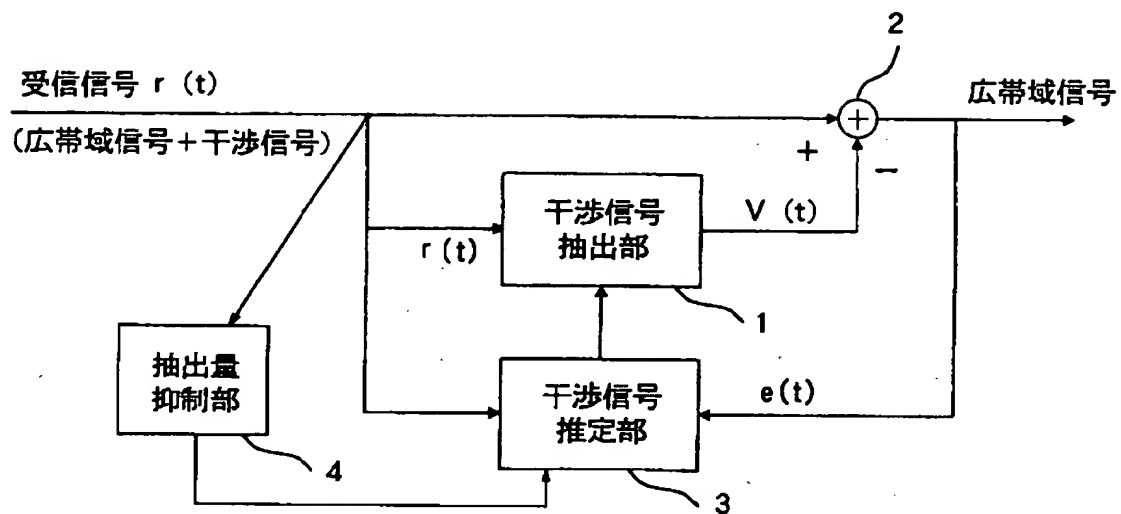 2
受信信号 r (t)
広帯域信号
(広帯域信号+干渉信号)
+
+
-
干渉信号
抽出部
V (t)
r (t)
1
抽出量
抑制部
干渉信号
推定部
e(t)
4
3